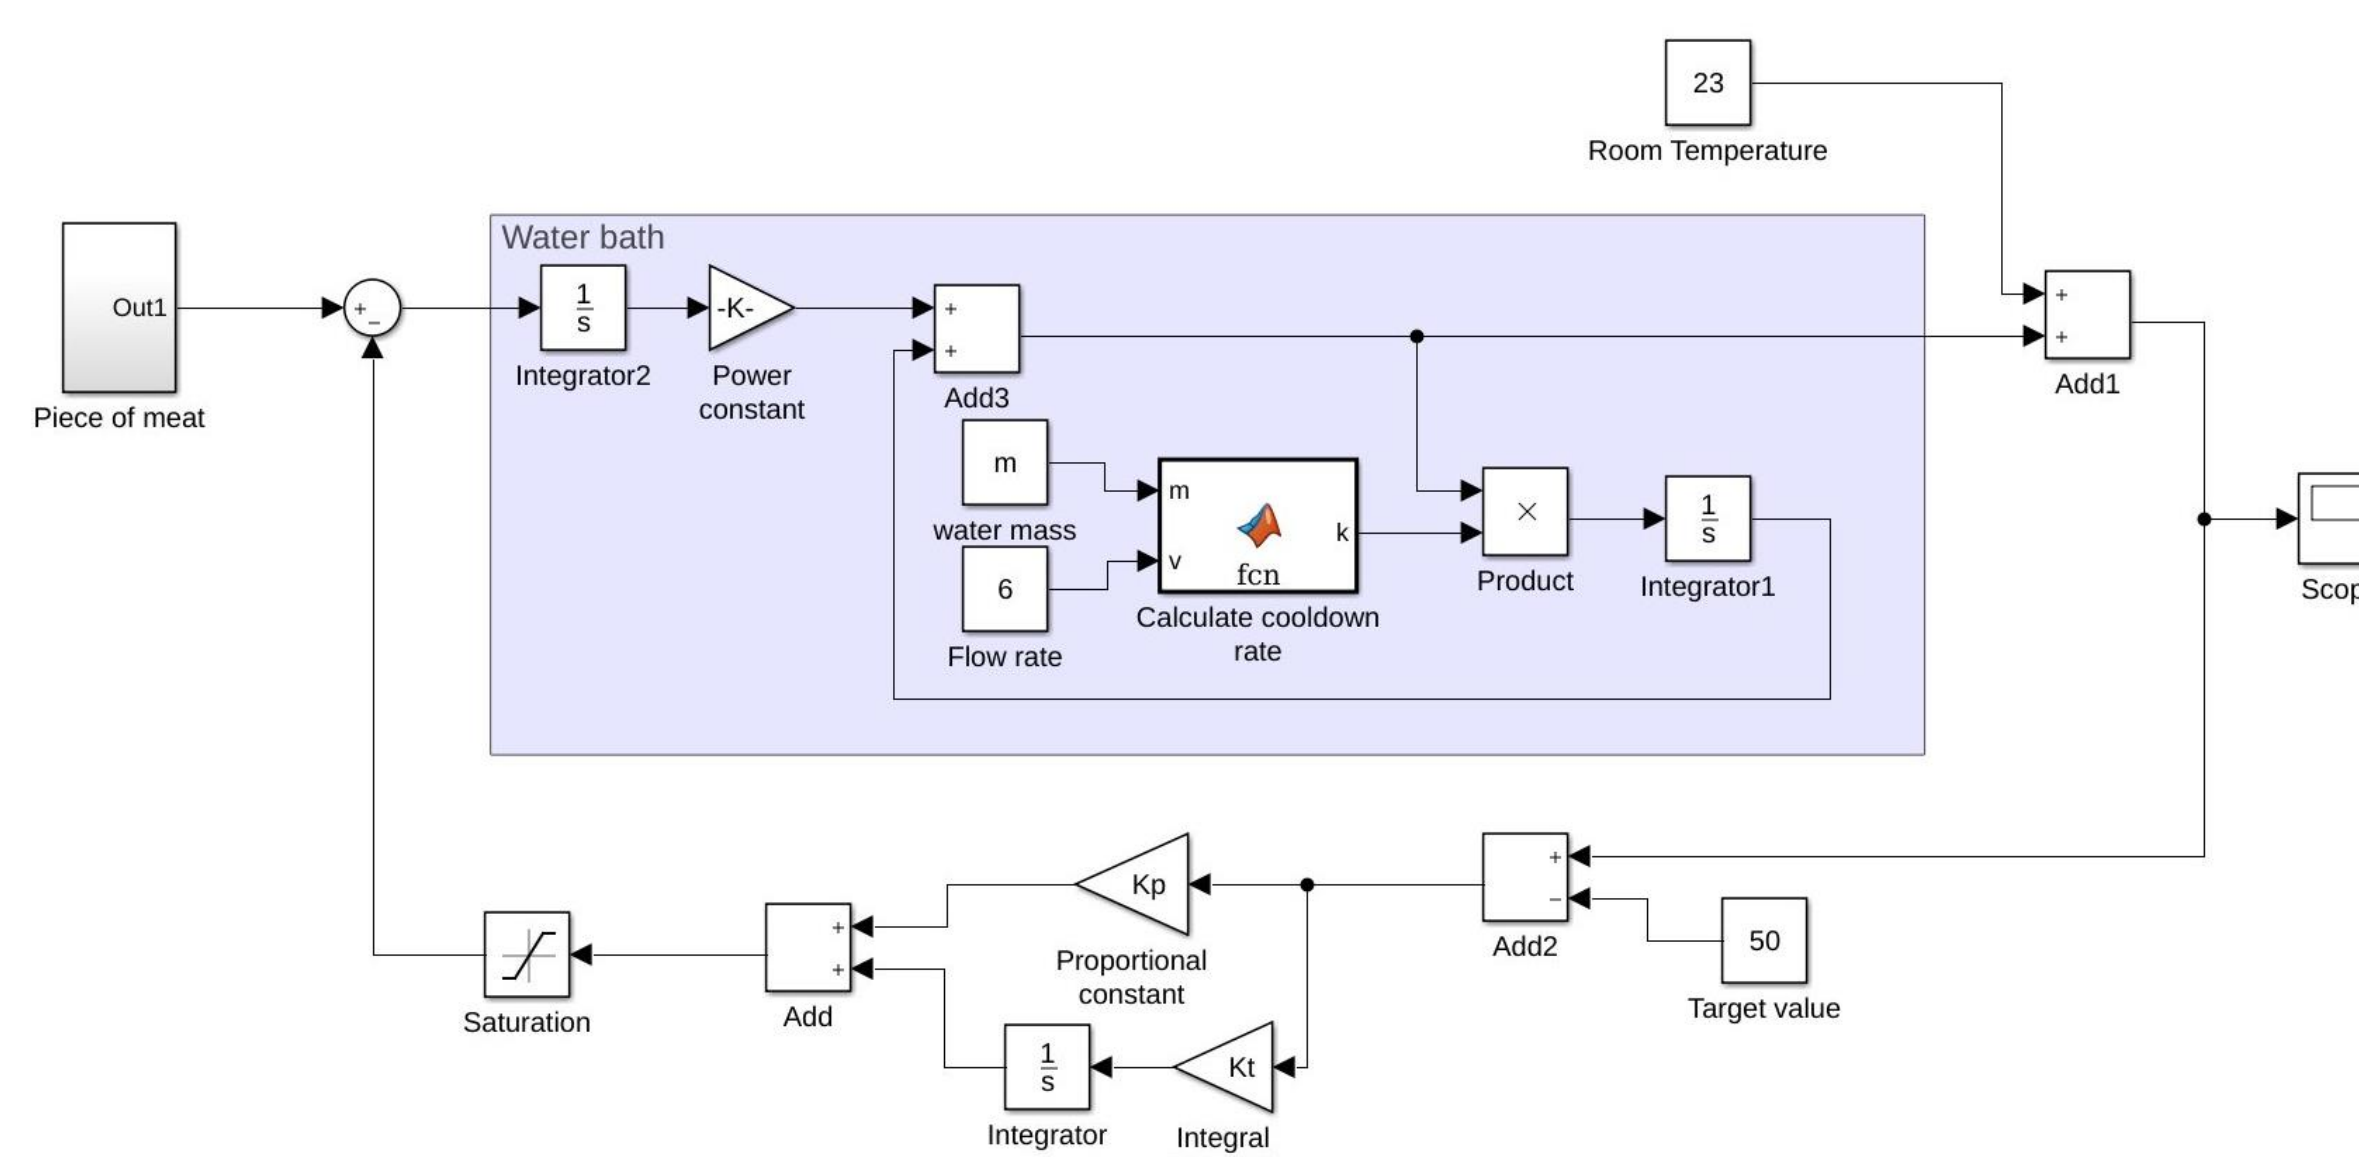 23
Room Temperature
Water bath
Out1
Piece of meat
+
−
1
s
Integrator2
-K-
Power
constant
+
+
Add3
+
+
Add1
m
water mass
6
Flow rate
m
v
k
fcn
Calculate cooldown
rate
×
Product
1
s
Integrator1
Scop
Kp
Proportional
constant
+
−
Add2
50
Target value
Saturation
+
+
Add
1
s
Integrator
Kt
Integral